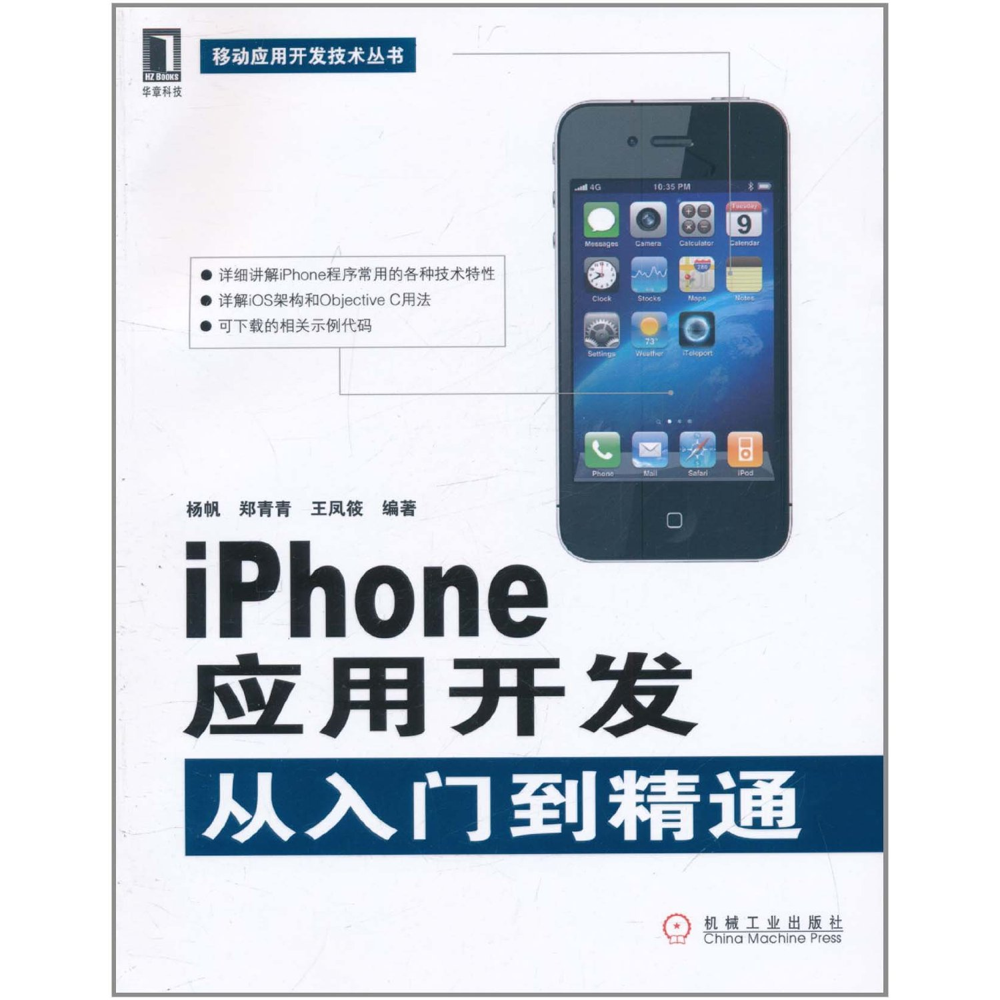 HZ BOOKS
华章科技
移动应用开发技术丛书
4G 10:35 PM
Tuesday
9
Messages Camera Calculator Calendar
280
Clock Stocks Maps Notes
73°
Settings Weather iTeleport
Phone Mail Safari iPod
● 详细讲解iPhone程序常用的各种技术特性
● 详解iOS架构和Objective C用法
● 可下载的相关示例代码
杨帆 郑青青 王凤筱 编著
iPhone
应用开发
从入门到精通
机械工业出版社
China Machine Press